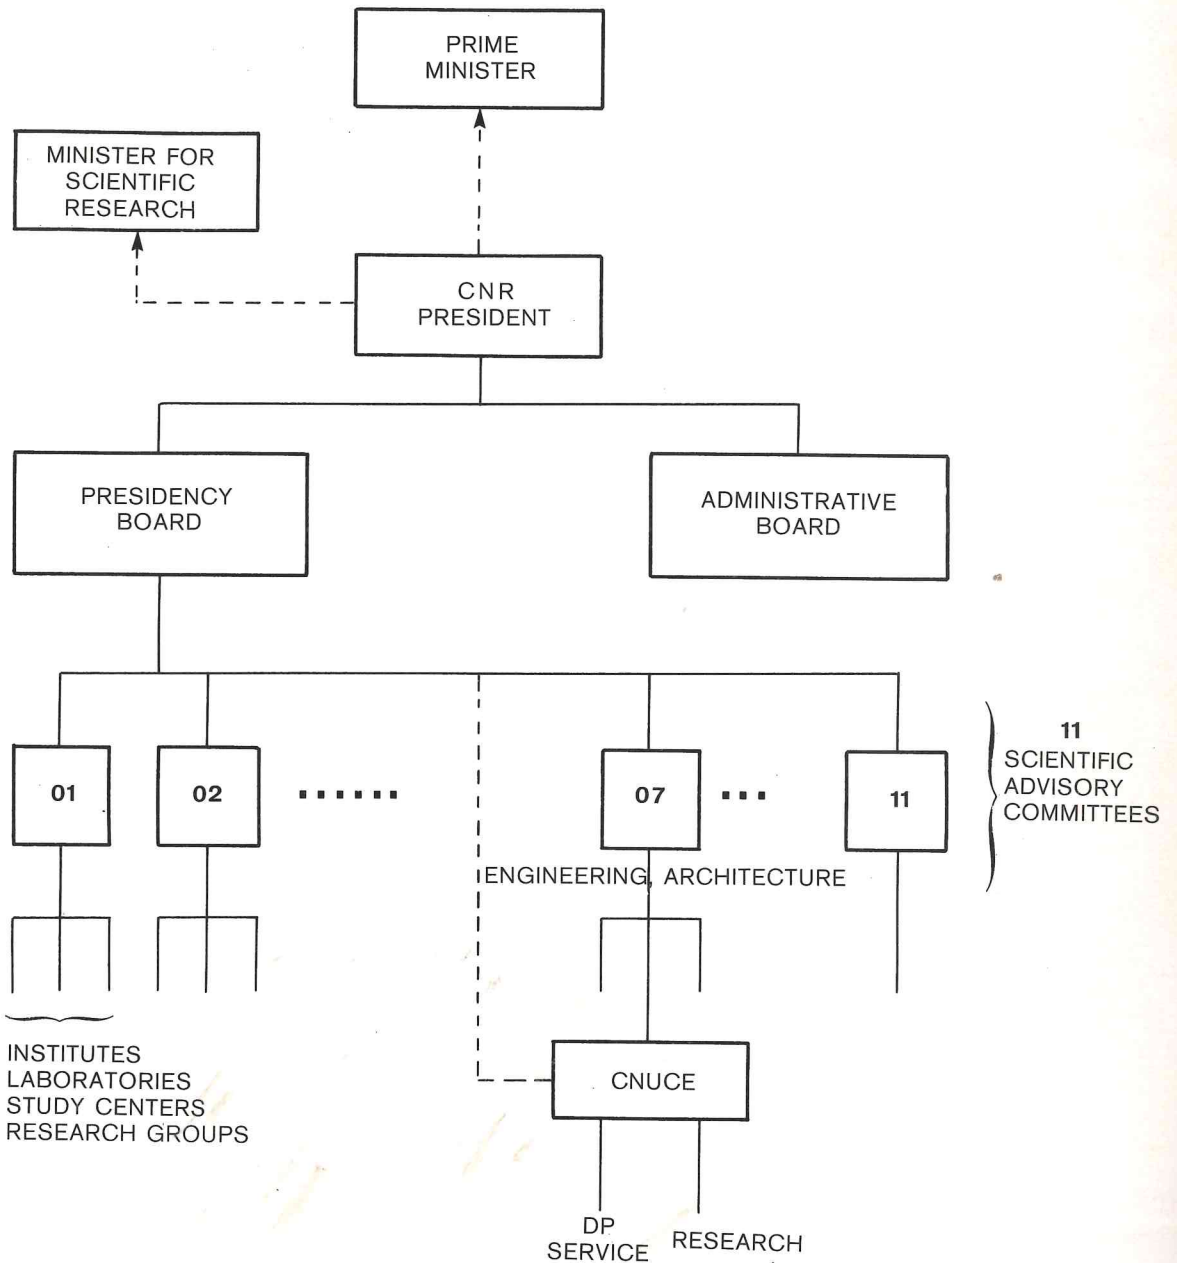 PRIME
MINISTER
MINISTER FOR
SCIENTIFIC
RESEARCH
CNR
PRESIDENT
PRESIDENCY
BOARD
ADMINISTRATIVE
BOARD
01
02
......
07
...
11
11
SCIENTIFIC
ADVISORY
COMMITTEES
ENGINEERING, ARCHITECTURE
INSTITUTES
LABORATORIES
STUDY CENTERS
RESEARCH GROUPS
CNUCE
DP
SERVICE
RESEARCH